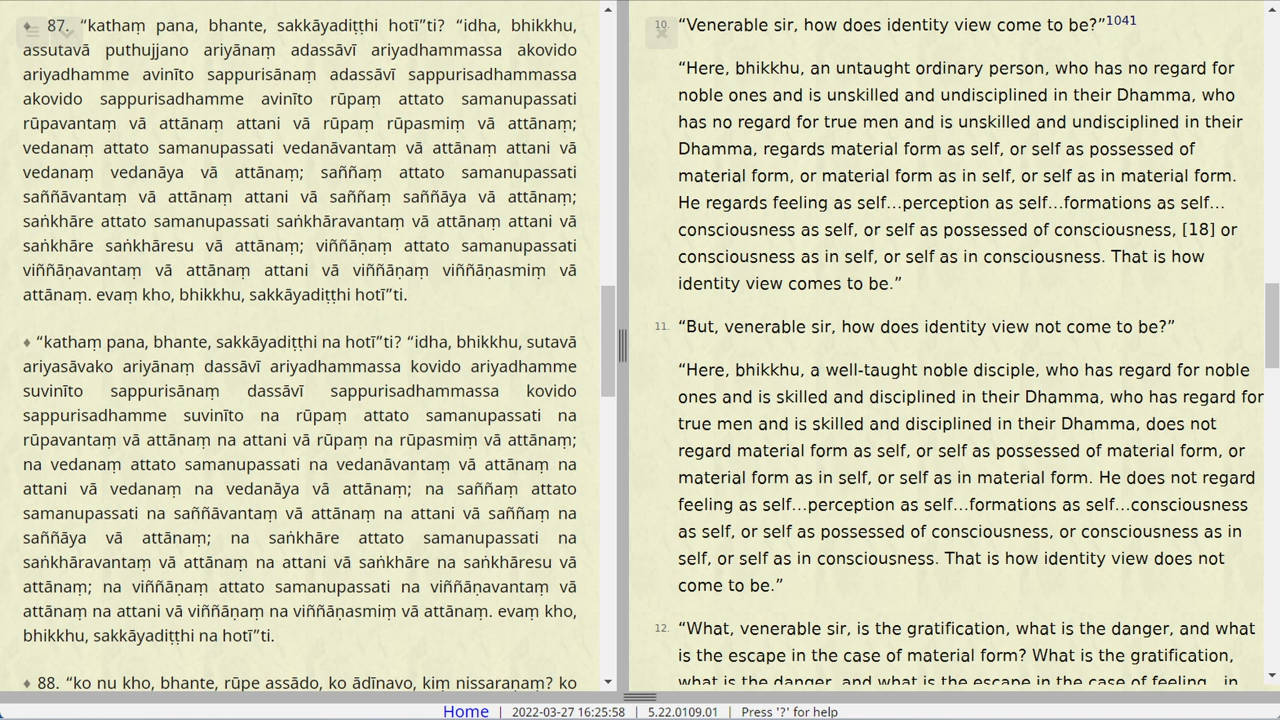 ♦ 87. “kathaṃ pana, bhante, sakkāyadiṭṭhi hotī”ti? “idha, bhikkhu,
assutavā puthujjano ariyānaṃ adassāvī ariyadhammassa akovido
ariyadhamme avinīto sappurisānaṃ adassāvī sappurisadhammassa
akovido sappurisadhamme avinīto rūpaṃ attato samanupassati
rūpavantaṃ vā attānaṃ attani vā rūpaṃ rūpasmiṃ vā attānaṃ;
vedanaṃ attato samanupassati vedanāvantaṃ vā attānaṃ attani vā
vedanaṃ vedanāya vā attānaṃ; saññaṃ attato samanupassati
saññāvantaṃ vā attānaṃ attani vā saññaṃ saññāya vā attānaṃ;
saṅkhāre attato samanupassati saṅkhāravantaṃ vā attānaṃ attani vā
saṅkhāre saṅkhāresu vā attānaṃ; viññāṇaṃ attato samanupassati
viññāṇavantaṃ vā attānaṃ attani vā viññāṇaṃ viññāṇasmiṃ vā
attānaṃ. evaṃ kho, bhikkhu, sakkāyadiṭṭhi hotī”ti.
♦ “kathaṃ pana, bhante, sakkāyadiṭṭhi na hotī”ti? “idha, bhikkhu, sutavā
ariyasāvako ariyānaṃ dassāvī ariyadhammassa kovido ariyadhamme
suvinīto sappurisānaṃ dassāvī sappurisadhammassa kovido
sappurisadhamme suvinīto na rūpaṃ attato samanupassati na
rūpavantaṃ vā attānaṃ na attani vā rūpaṃ na rūpasmiṃ vā attānaṃ;
na vedanaṃ attato samanupassati na vedanāvantaṃ vā attānaṃ na
attani vā vedanaṃ na vedanāya vā attānaṃ; na saññaṃ attato
samanupassati na saññāvantaṃ vā attānaṃ na attani vā saññaṃ na
saññāya vā attānaṃ; na saṅkhāre attato samanupassati na
saṅkhāravantaṃ vā attānaṃ na attani vā saṅkhāre na saṅkhāresu vā
attānaṃ; na viññāṇaṃ attato samanupassati na viññāṇavantaṃ vā
attānaṃ na attani vā viññāṇaṃ na viññāṇasmiṃ vā attānaṃ. evaṃ kho,
bhikkhu, sakkāyadiṭṭhi na hotī”ti.
♦ 88. “ko nu kho, bhante, rūpe assādo, ko ādīnavo, kiṃ nissaraṇaṃ? ko
10. “Venerable sir, how does identity view come to be?”1041
“Here, bhikkhu, an untaught ordinary person, who has no regard for
noble ones and is unskilled and undisciplined in their Dhamma, who
has no regard for true men and is unskilled and undisciplined in their
Dhamma, regards material form as self, or self as possessed of
material form, or material form as in self, or self as in material form.
He regards feeling as self…perception as self…formations as self…
consciousness as self, or self as possessed of consciousness, [18] or
consciousness as in self, or self as in consciousness. That is how
identity view comes to be.”
11. “But, venerable sir, how does identity view not come to be?”
“Here, bhikkhu, a well-taught noble disciple, who has regard for noble
ones and is skilled and disciplined in their Dhamma, who has regard for
true men and is skilled and disciplined in their Dhamma, does not
regard material form as self, or self as possessed of material form, or
material form as in self, or self as in material form. He does not regard
feeling as self…perception as self…formations as self…consciousness
as self, or self as possessed of consciousness, or consciousness as in
self, or self as in consciousness. That is how identity view does not
come to be.”
12. “What, venerable sir, is the gratification, what is the danger, and what
is the escape in the case of material form? What is the gratification,
what is the danger, and what is the escape in the case of feeling…in
Home | 2022-03-27 16:25:58 | 5.22.0109.01 | Press '?' for help